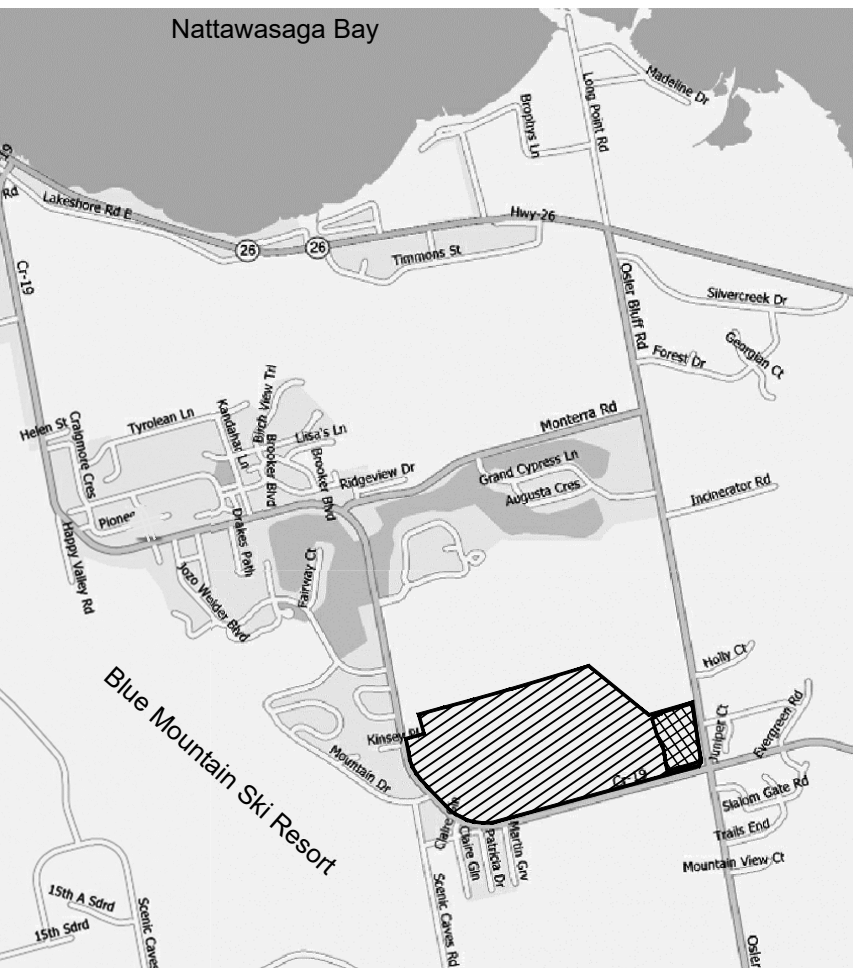 Nattawasaga Bay
Madeline Dr
Long Point Rd
Brophys Ln
19
Rd
Lakeshore Rd E
Hwy-26
26
26
Timmons St
Cr-19
Osler Bluff Rd
Silvercreek Dr
Georgian Ct
Forest Dr
Birch View Trl
Kandahar Ln
Tyrolean Ln
Helen St
Craigmore Cres
Liisa's Ln
Brooker Blvd
Brooker Blvd
Monterra Rd
Ridgeview Dr
Grand Cypress Ln
Augusta Cres
Incinerator Rd
Pionee
Drakes Path
Happy Valley Rd
Jozo Weider Blvd
Fairway Ct
Holly Ct
Blue Mountain Ski Resort
Juniper Ct
Evergreen Rd
Kinsey Pl
Mountain Dr
Cr-19
Slalom Gate Rd
Claire Gln
Patricia Dr
Martin Grv
Trails End
Mountain View Ct
15th A Sdrd
15th Sdrd
Scenic Caves
Scenic Caves Rd
Osler